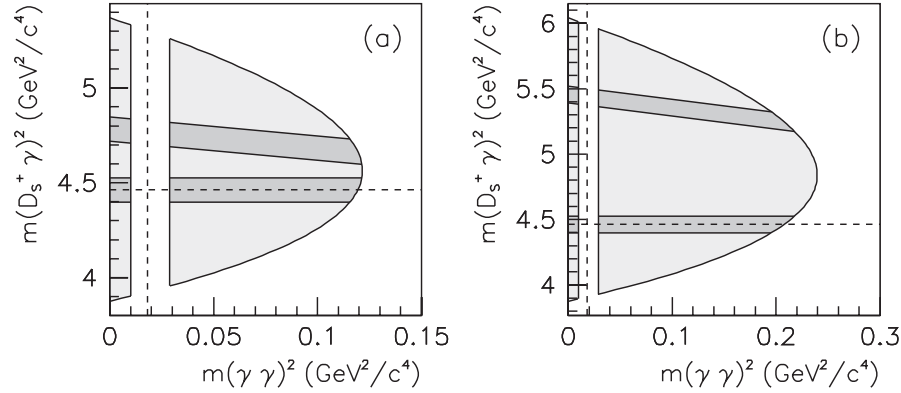 (a)
m(D_s^+ γ)^2 (GeV^2/c^4)
5
4.5
4
0
0.05
0.1
0.15
m(γ γ)^2 (GeV^2/c^4)
(b)
m(D_s^+ γ)^2 (GeV^2/c^4)
6
5.5
5
4.5
4
0
0.1
0.2
0.3
m(γ γ)^2 (GeV^2/c^4)